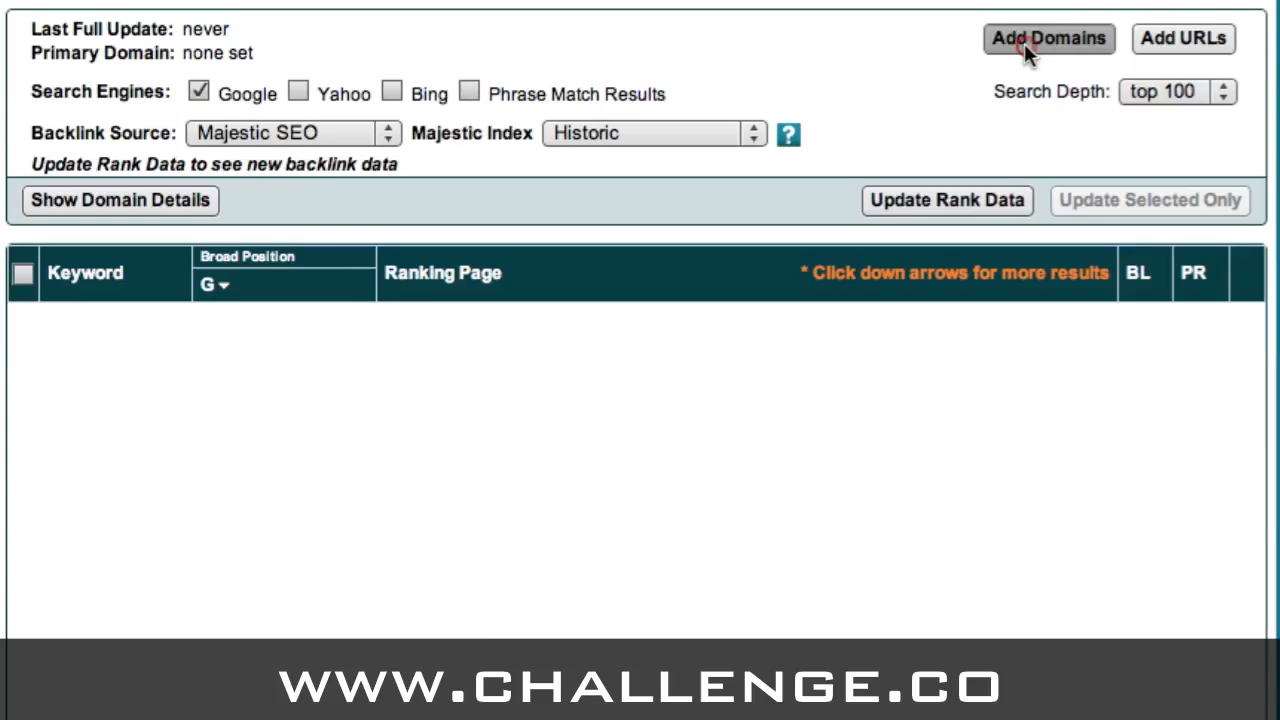 Last Full Update: never
Add Domains
Add URLs
Primary Domain: none set
Search Engines: Google Yahoo Bing Phrase Match Results
Search Depth: top 100
Backlink Source: Majestic SEO Majestic Index Historic ?
Update Rank Data to see new backlink data
Show Domain Details
Update Rank Data
Update Selected Only
Keyword
Broad Position
G
Ranking Page
* Click down arrows for more results
BL
PR
WWW.CHALLENGE.CO